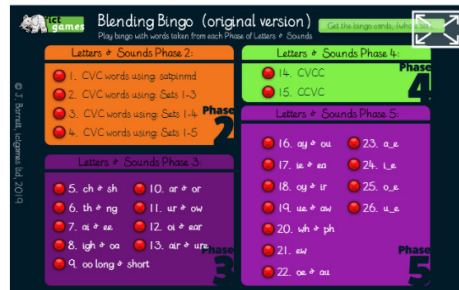 ict games
Blending Bingo (original version)
Play bingo with words taken from each Phase of Letters & Sounds
Get the bingo cards, (whole set)
Letters & Sounds Phase 2:
1. CVC words using: satpinmd
2. CVC words using: Sets 1-3
3. CVC words using: Sets 1-4
4. CVC words using: Sets 1-5
Phase
2
Letters & Sounds Phase 4:
14. CVCC
15. CCVC
Phase
4
Letters & Sounds Phase 3:
5. ch & sh
6. th & ng
7. ai & ee
8. igh & oa
9. oo long & short
10. ar & or
11. ur & ow
12. oi & ear
13. air & ure
Phase
3
Letters & Sounds Phase 5:
16. ay & ou
17. ie & ea
18. oy & ir
19. ue & aw
20. wh & ph
21. ew
22. oe & au
23. a_e
24. i_e
25. o_e
26. u_e
Phase
5
© J. Barrett, ictgames ltd, 2019